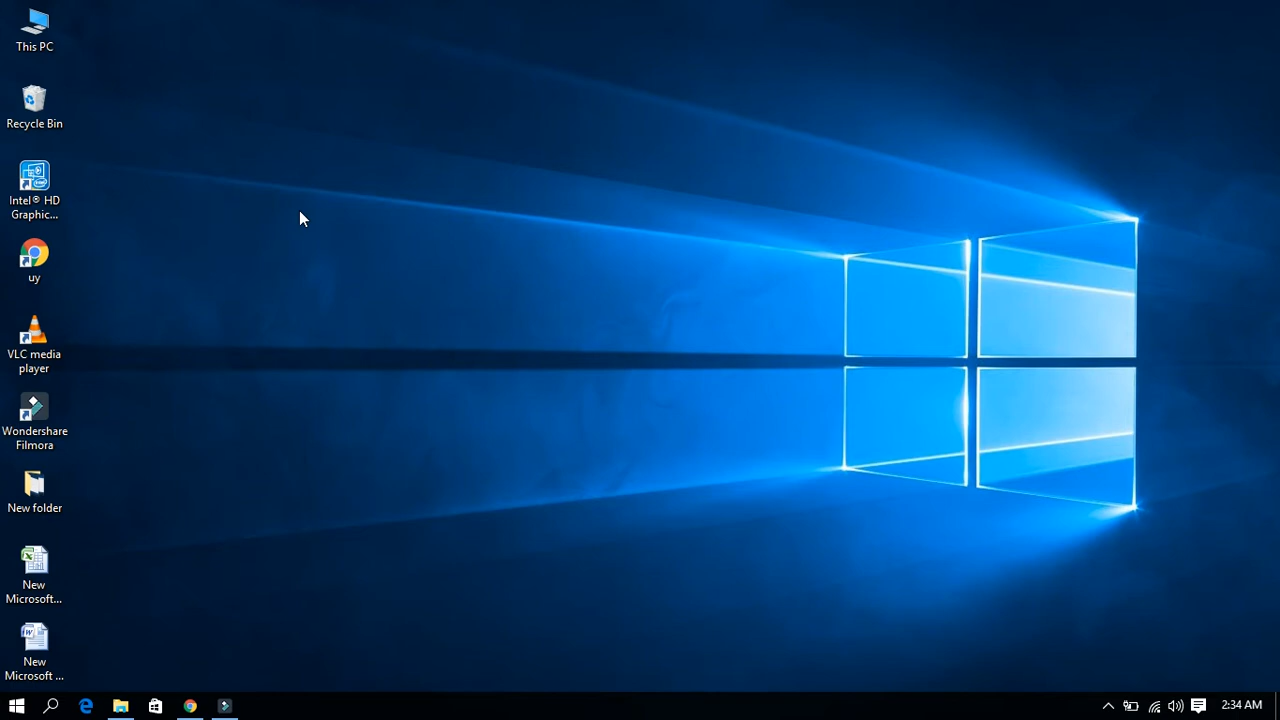 This PC
Recycle Bin
Intel® HD
Graphic...
uy
VLC media
player
Wondershare
Filmora
New folder
New
Microsoft...
New
Microsoft ...
2:34 AM